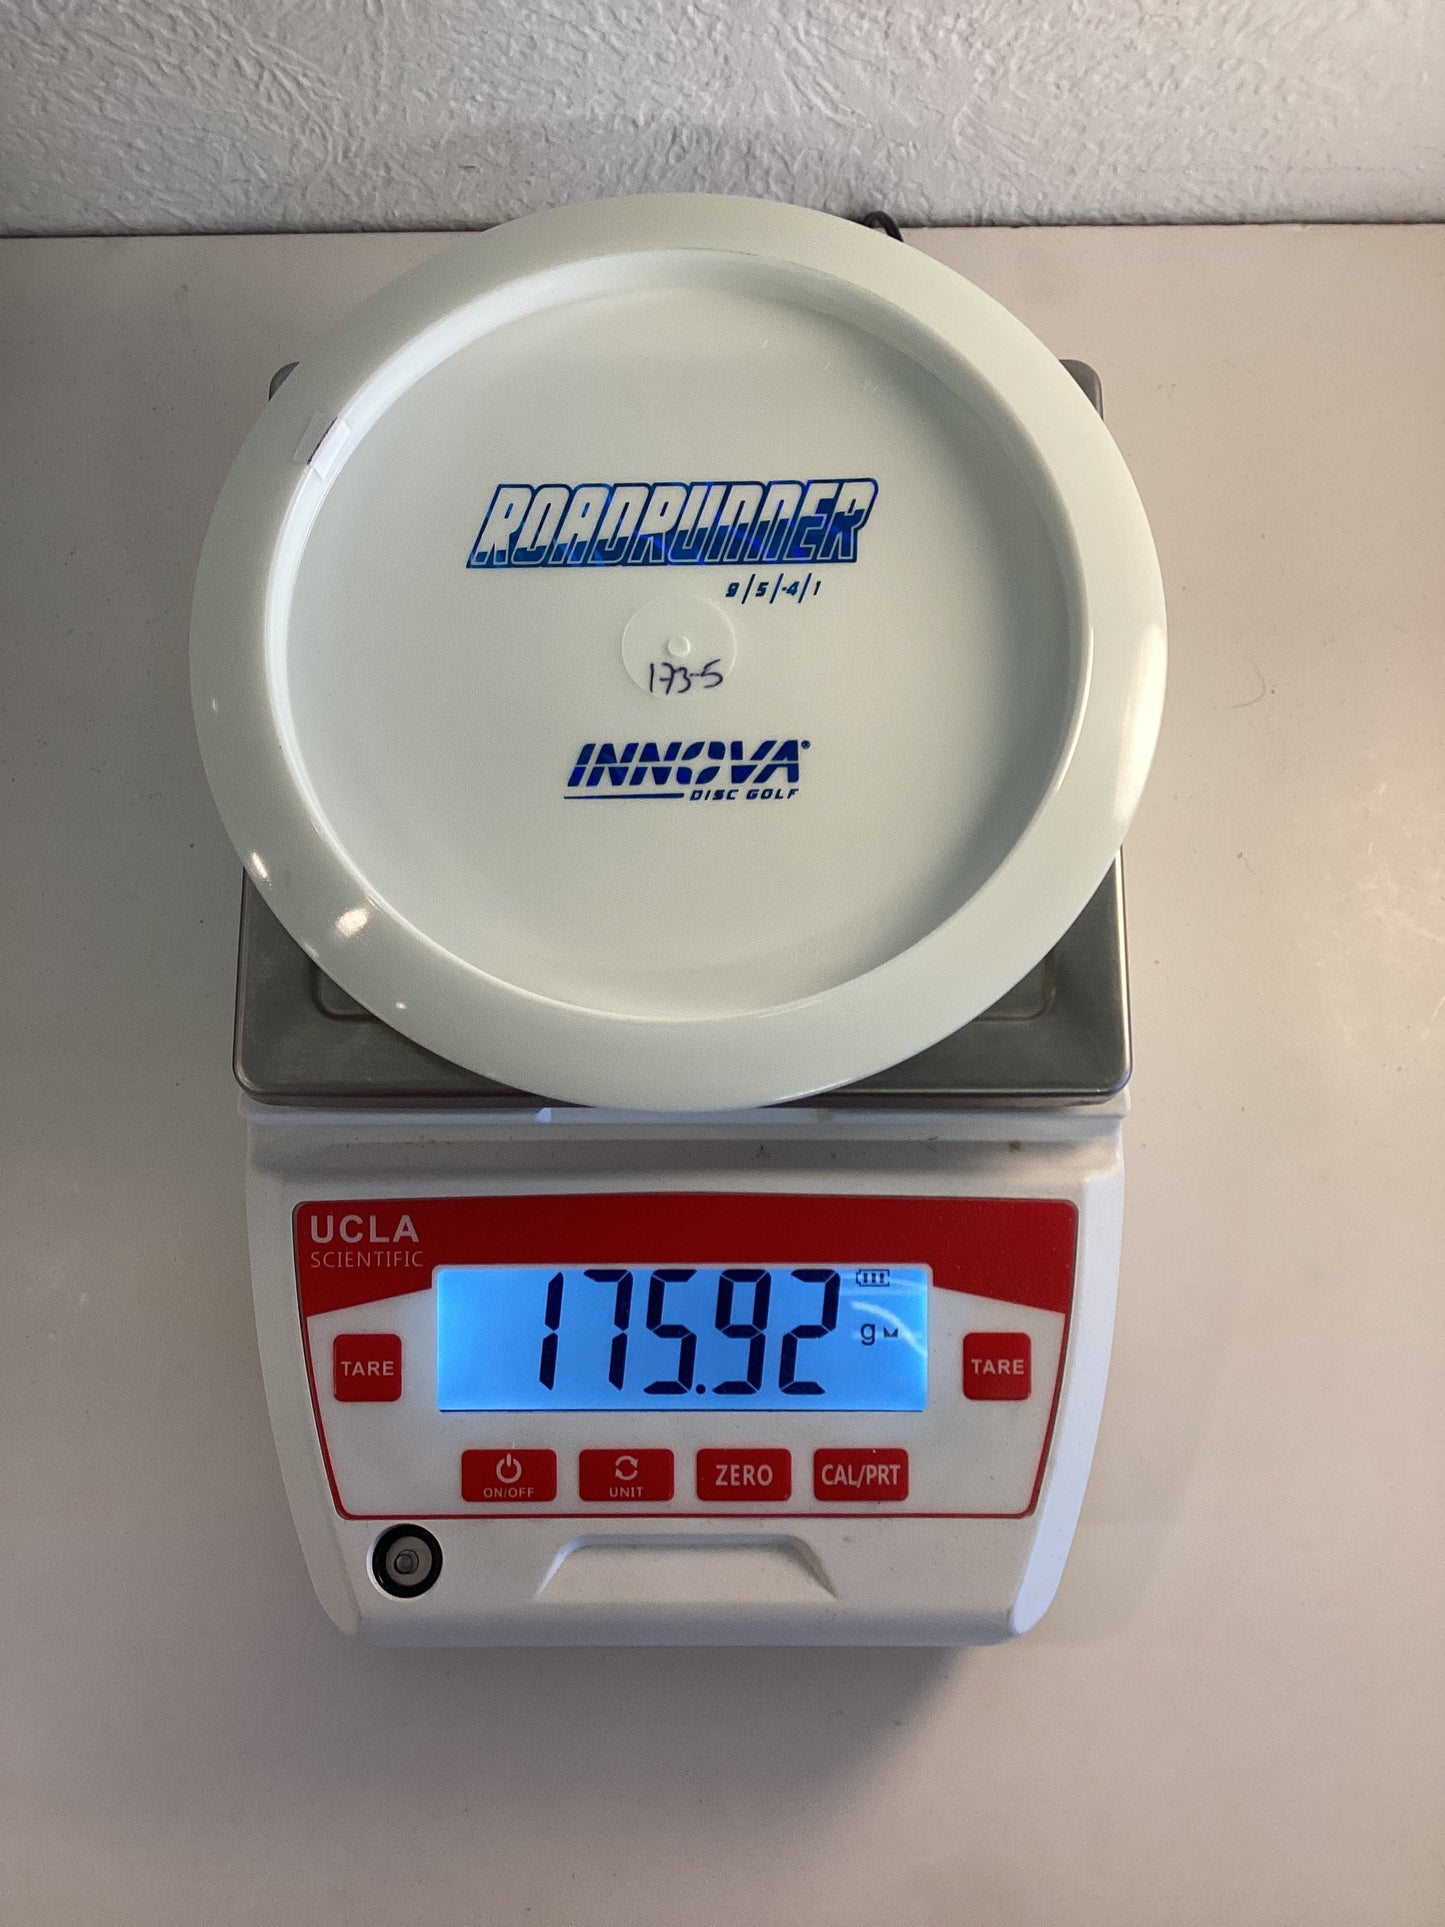 ROADRUNNER
9/5/-4/1
173-5
INNOVA®
DISC GOLF
UCLA
SCIENTIFIC
175.92
g
TARE
TARE
ON/OFF
UNIT
ZERO
CAL/PRT